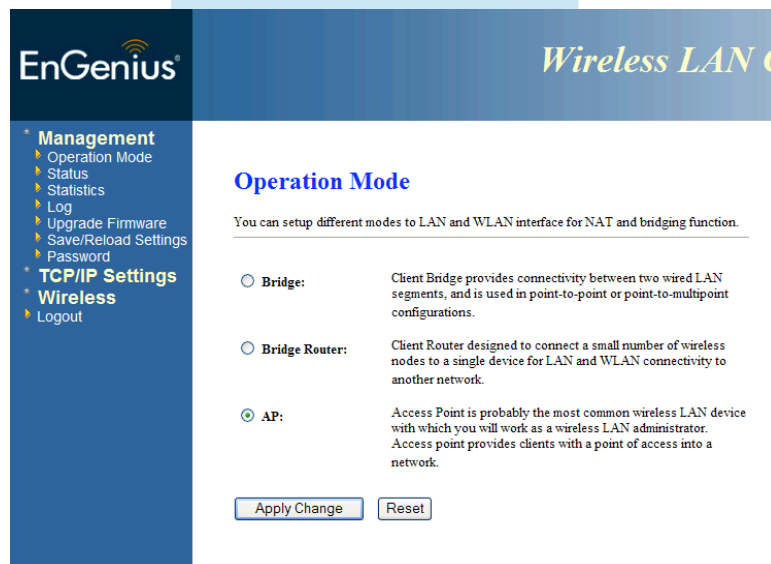 EnGenius®
Wireless LAN
Management
Operation Mode
Status
Statistics
Log
Upgrade Firmware
Save/Reload Settings
Password
TCP/IP Settings
Wireless
Logout
Operation Mode
You can setup different modes to LAN and WLAN interface for NAT and bridging function.
Bridge:
Client Bridge provides connectivity between two wired LAN
segments, and is used in point-to-point or point-to-multipoint
configurations.
Bridge Router:
Client Router designed to connect a small number of wireless
nodes to a single device for LAN and WLAN connectivity to
another network.
AP:
Access Point is probably the most common wireless LAN device
with which you will work as a wireless LAN administrator.
Access point provides clients with a point of access into a
network.
Apply Change
Reset